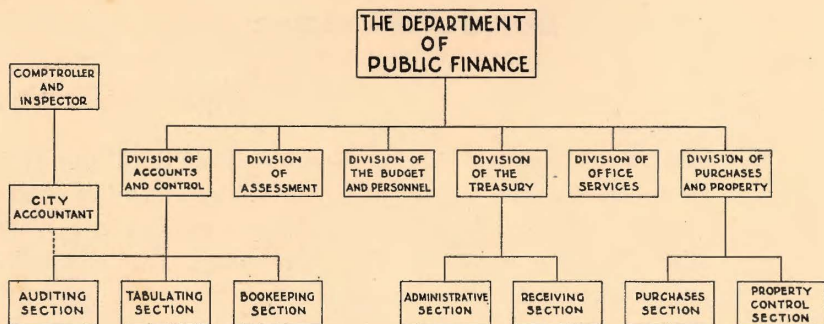 THE DEPARTMENT
OF
PUBLIC FINANCE
COMPTROLLER
AND
INSPECTOR
CITY
ACCOUNTANT
DIVISION OF
ACCOUNTS
AND CONTROL
DIVISION
OF
ASSESSMENT
DIVISION OF
THE BUDGET
AND PERSONNEL
DIVISION
OF THE
TREASURY
DIVISION OF
OFFICE
SERVICES
DIVISION OF
PURCHASES
AND PROPERTY
AUDITING
SECTION
TABULATING
SECTION
BOOKEEPING
SECTION
ADMINISTRATIVE
SECTION
RECEIVING
SECTION
PURCHASES
SECTION
PROPERTY
CONTROL
SECTION